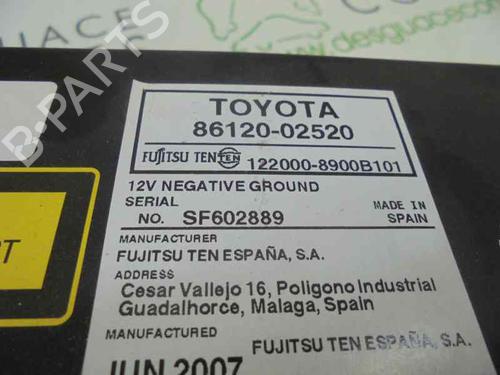 TOYOTA
86120-02520
FUJITSU TEN TEN 122000-8900B101
12V NEGATIVE GROUND
SERIAL
NO. SF602889
MADE IN
SPAIN
MANUFACTURER
FUJITSU TEN ESPAÑA, S.A.
ADDRESS
Cesar Vallejo 16, Poligono Industrial
Guadalhorce, Malaga, Spain
MANUFACTURED
FUJITSU TEN ESPAÑA, S.A.
JUN 2007
B-PARTS